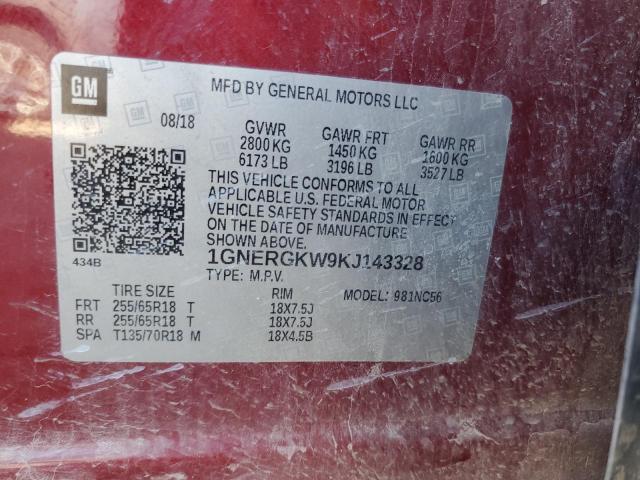 GM
MFD BY GENERAL MOTORS LLC
08/18
GVWR GAWR FRT GAWR RR
2800KG 1450 KG 1600 KG
6173 LB 3196 LB 3527 LB
THIS VEHICLE CONFORMS TO ALL
APPLICABLE U.S. FEDERAL MOTOR
VEHICLE SAFETY STANDARDS IN EFFECT
ON THE DATE OF MANUFACTURE
SHOWN ABOVE.
1GNERGKW9KJ143328
434B
TYPE: M.P.V. MODEL: 981NC56
TIRE SIZE RIM
FRT 255/65R18 T 18X7.5J
RR 255/65R18 T 18X7.5J
SPA T135/70R18 M 18X4.5B